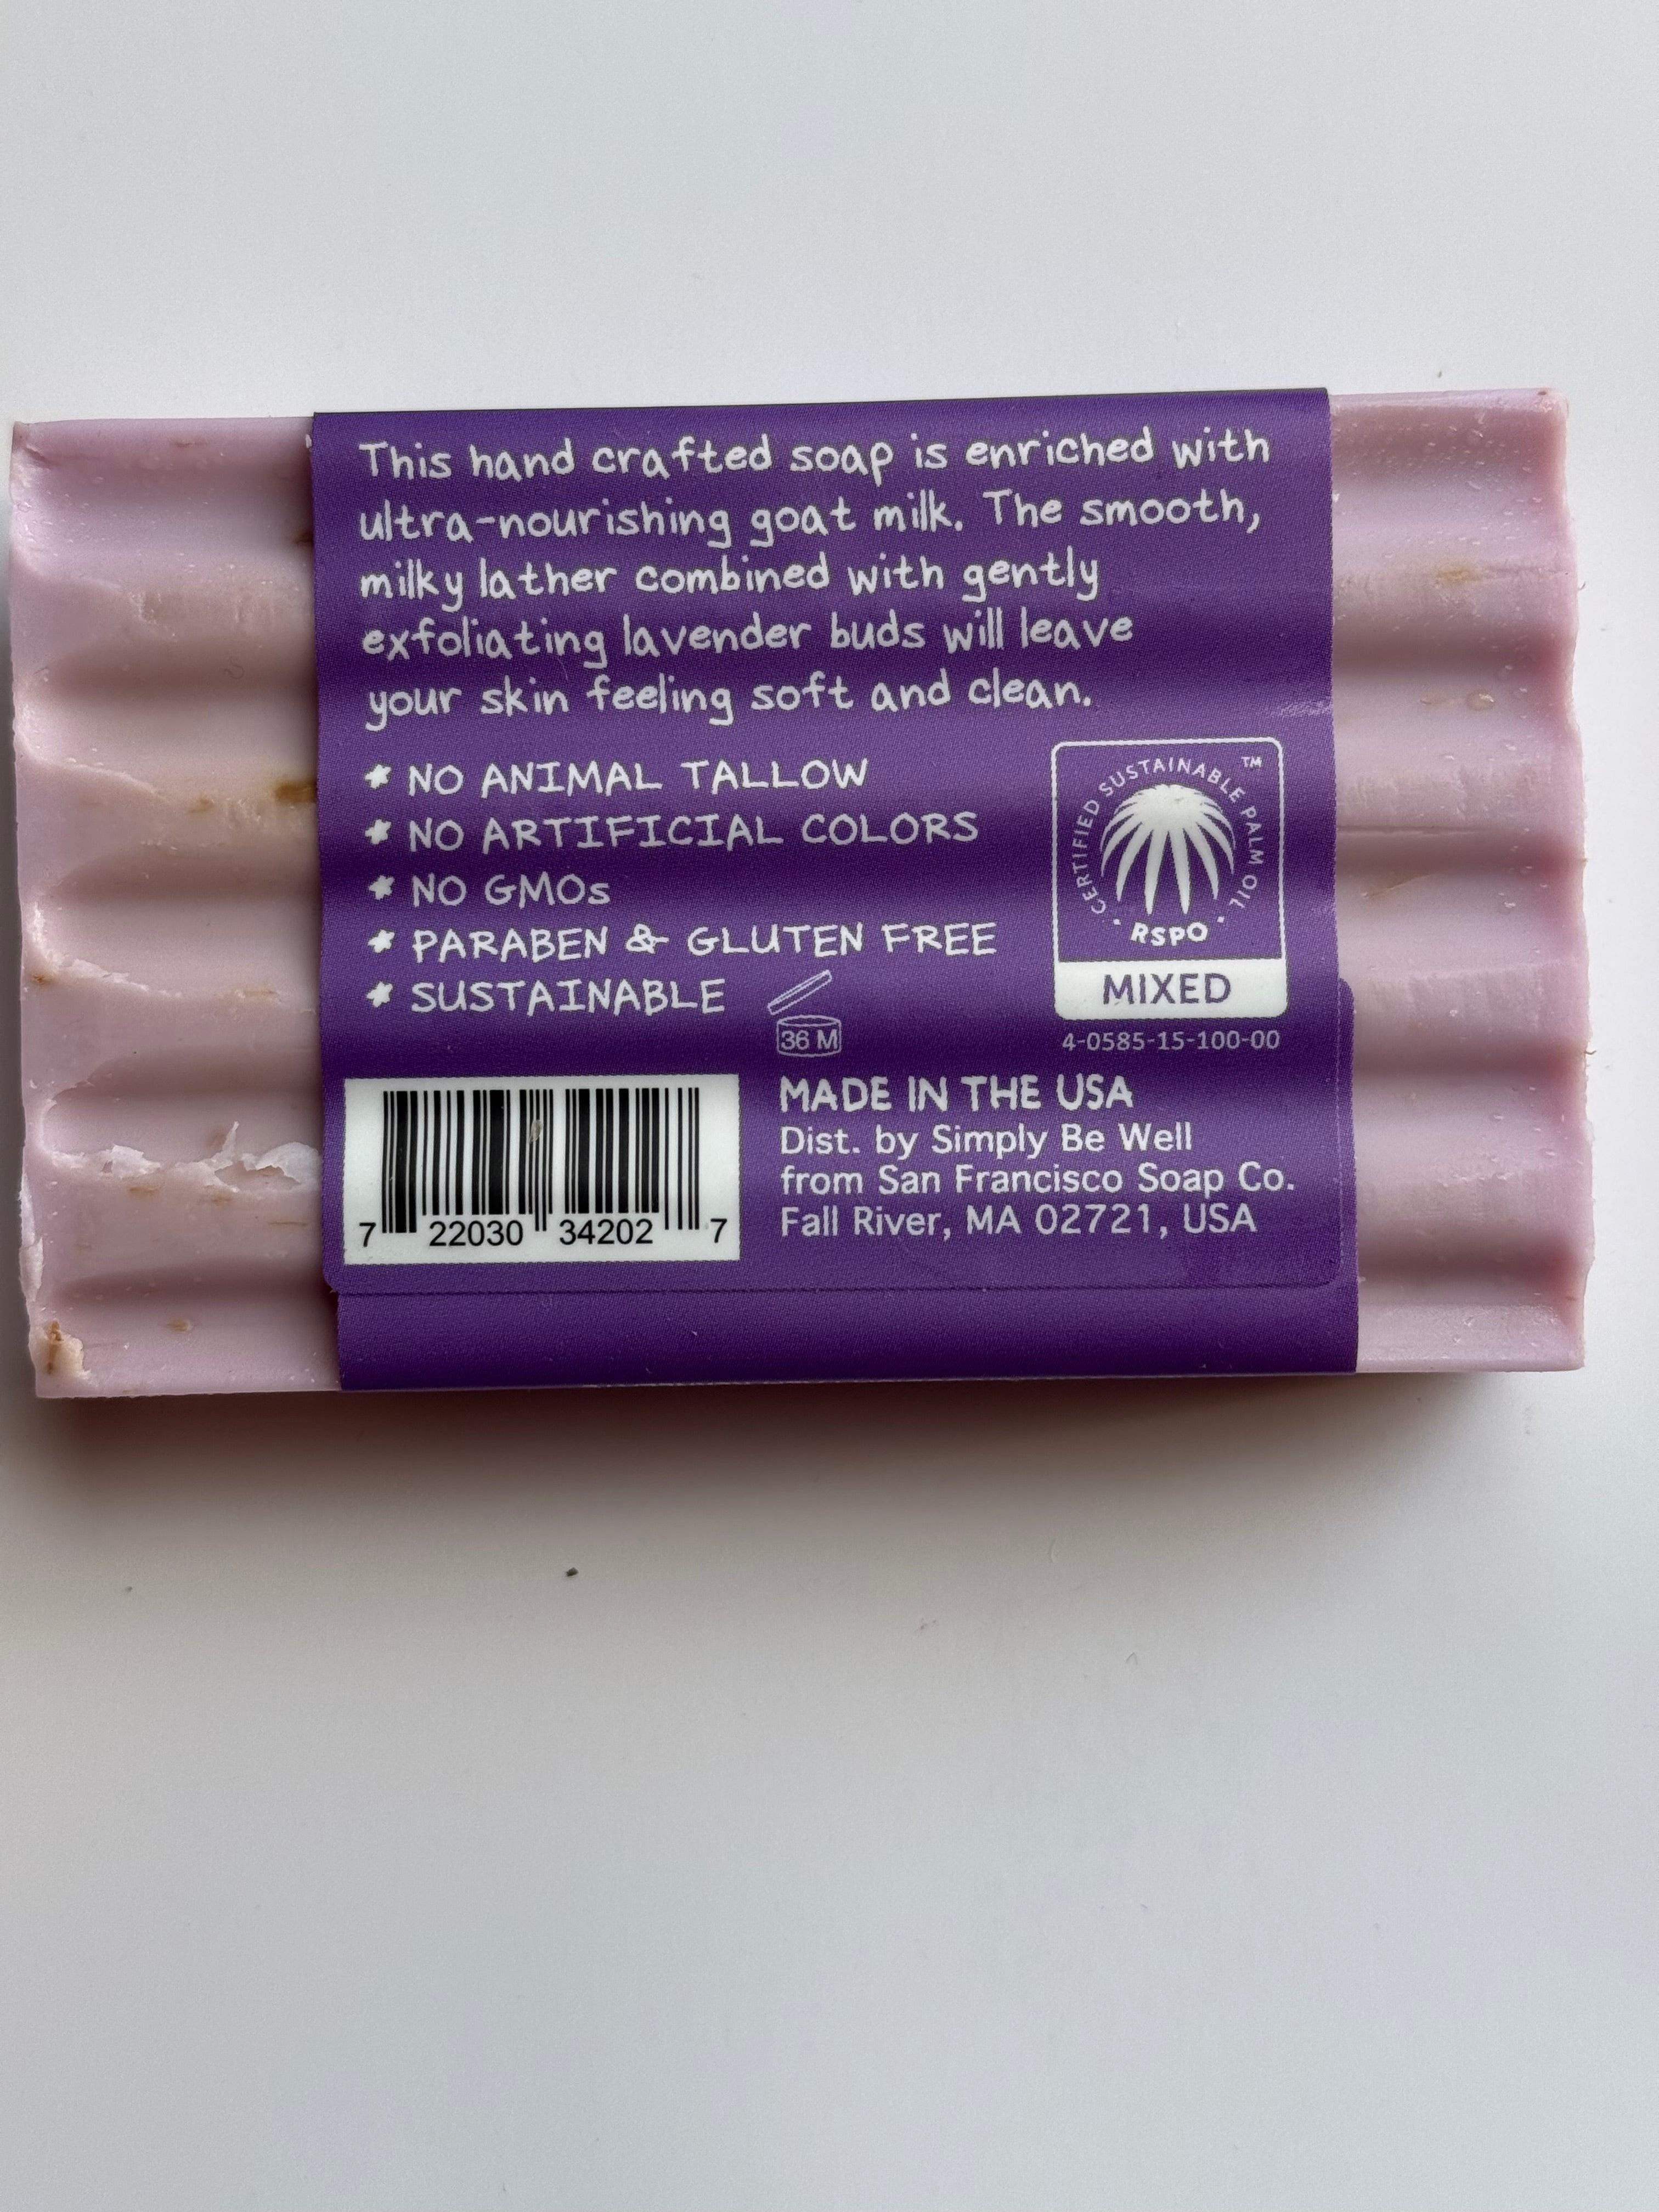 This hand crafted soap is enriched with
ultra-nourishing goat milk. The smooth,
milky lather combined with gently
exfoliating lavender buds will leave
your skin feeling soft and clean.
* NO ANIMAL TALLOW
* NO ARTIFICIAL COLORS
* NO GMOs
* PARABEN & GLUTEN FREE
* SUSTAINABLE
36 M
CERTIFIED SUSTAINABLE PALM OIL TM
· RSPO ·
MIXED
4-0585-15-100-00
7 22030 34202 7
MADE IN THE USA
Dist. by Simply Be Well
from San Francisco Soap Co.
Fall River, MA 02721, USA